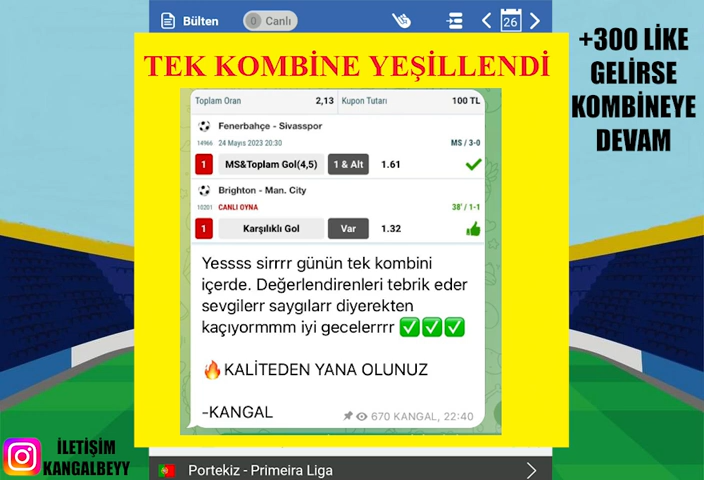 Bülten
0 Canlı
26
+300 LİKE
GELİRSE
KOMBİNEYE
DEVAM
TEK KOMBİNE YEŞİLLENDİ
Toplam Oran 2,13 Kupon Tutarı 100 TL
Fenerbahçe - Sivasspor
14966 24 Mayıs 2023 20:30 MS / 3-0
1 MS&Toplam Gol(4,5) 1 & Alt 1.61
Brighton - Man. City
10201 CANLI OYNA 38' / 1-1
1 Karşılıklı Gol Var 1.32
Yessss sirrrr günün tek kombini
içerde. Değerlendirenleri tebrik eder
sevgilerr saygılarr diyerekten
kaçıyormmm iyi gecelerrrr ✅✅✅
🔥KALİTEDEN YANA OLUNUZ
-KANGAL
670 KANGAL, 22:40
İLETİŞİM
KANGALBEYY
Portekiz - Primeira Liga